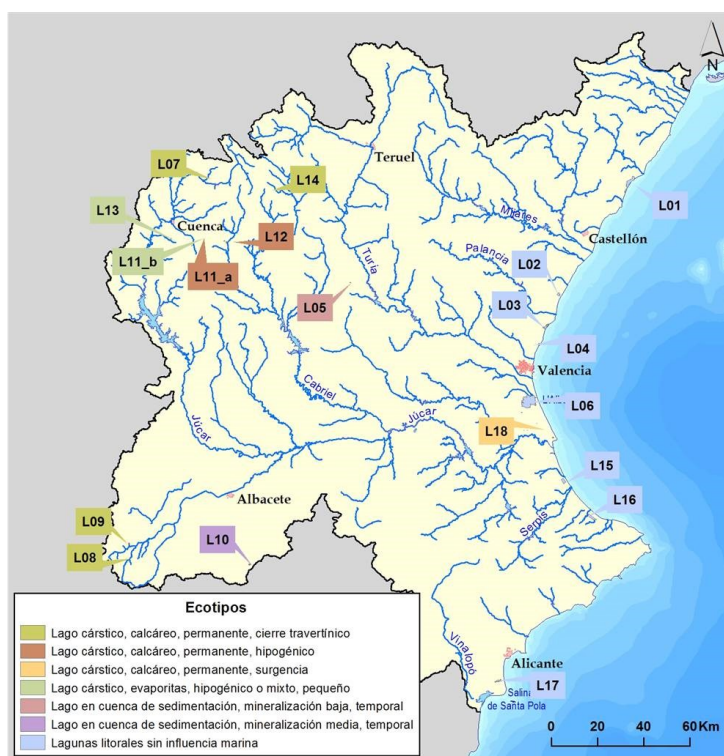 N
L07
Teruel
L14
L01
L13
Mijares
Cuenca
L12
Castellón
Palancia
L11_b
L02
Turia
L11_a
L05
L03
L04
Valencia
Cabriel
L06
Júcar
Júcar
L18
L15
Albacete
L16
L09
Serpis
L10
L08
Ecotipos
Lago cárstico, calcáreo, permanente, cierre travertínico
Lago cárstico, calcáreo, permanente, hipogénico
Lago cárstico, calcáreo, permanente, surgencia
Lago cárstico, evaporitas, hipogénico o mixto, pequeño
Lago en cuenca de sedimentación, mineralización baja, temporal
Lago en cuenca de sedimentación, mineralización media, temporal
Lagunas litorales sin influencia marina
Vinalopó
Alicante
L17
Salina
de Santa Pola
0 20 40 60 Km